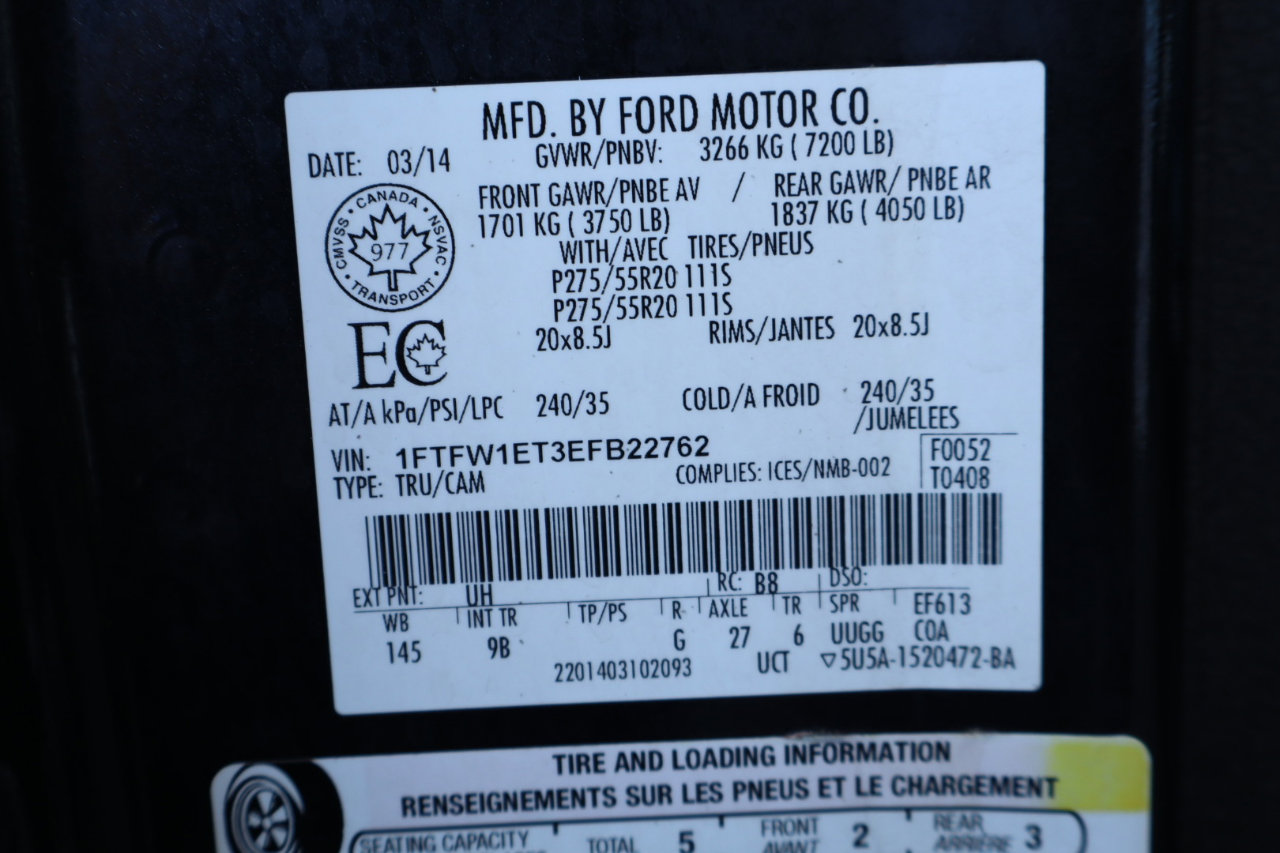 MFD. BY FORD MOTOR CO.
DATE: 03/14 GVWR/PNBV: 3266 KG ( 7200 LB)
FRONT GAWR/PNBE AV / REAR GAWR/ PNBE AR
1701 KG ( 3750 LB) 1837 KG ( 4050 LB)
CANADA · NSVAC · TRANSPORT · CMVSS ·
977
WITH/AVEC TIRES/PNEUS
P275/55R20 111S
P275/55R20 111S
20x8.5J RIMS/JANTES 20x8.5J
EC
AT/A kPa/PSI/LPC 240/35 COLD/A FROID 240/35
/JUMELEES
VIN: 1FTFW1ET3EFB22762
TYPE: TRU/CAM COMPLIES: ICES/NMB-002
F0052
T0408
EXT PNT: UH RC: B8 DSO:
WB INT TR TP/PS R AXLE TR SPR EF613
145 9B G 27 6 UUGG COA
2201403102093 UCT ▽5U5A-1520472-BA
TIRE AND LOADING INFORMATION
RENSEIGNEMENTS SUR LES PNEUS ET LE CHARGEMENT
SEATING CAPACITY TOTAL 5 FRONT 2 REAR 3
AVANT ARRIÈRE